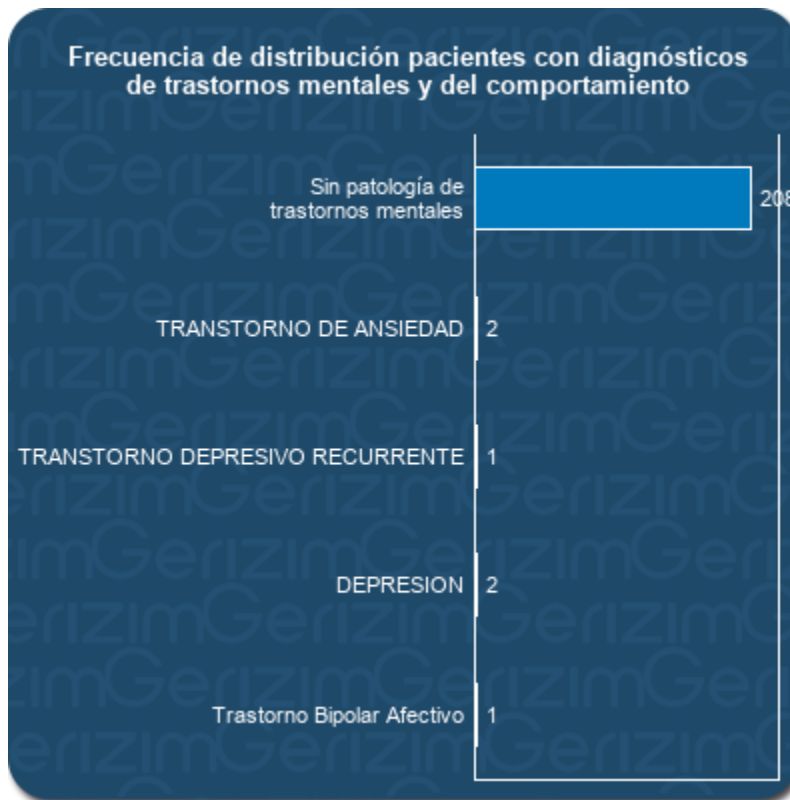 Frecuencia de distribución pacientes con diagnósticos
de trastornos mentales y del comportamiento
Sin patología de
trastornos mentales
208
TRANSTORNO DE ANSIEDAD 2
TRANSTORNO DEPRESIVO RECURRENTE 1
DEPRESION 2
Trastorno Bipolar Afectivo 1